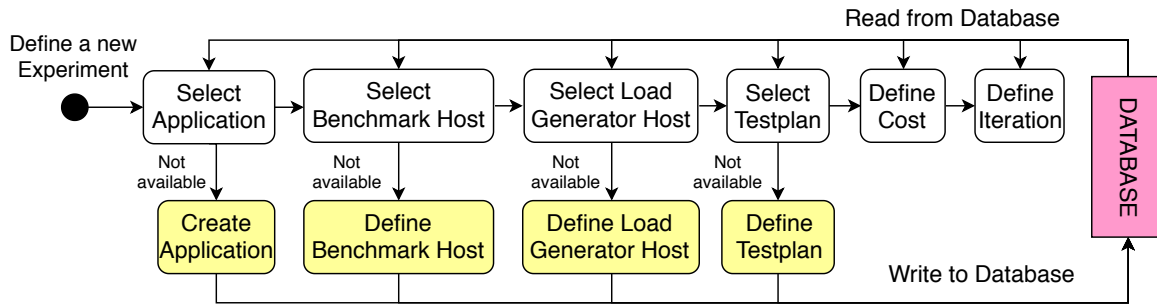 Read from Database
Define a new
Experiment
Select
Application
Select
Benchmark Host
Select Load
Generator Host
Select
Testplan
Define
Cost
Define
Iteration
DATABASE
Not
available
Not
available
Not
available
Not
available
Create
Application
Define
Benchmark Host
Define Load
Generator Host
Define
Testplan
Write to Database